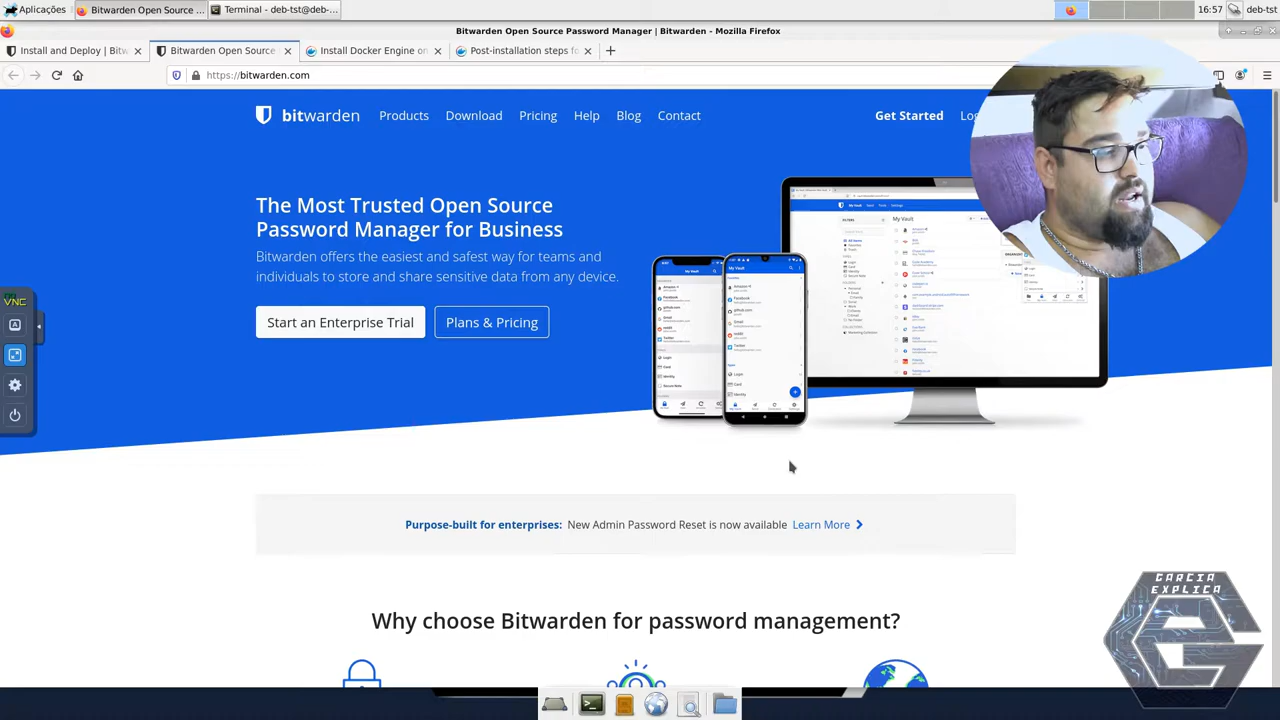 Aplicações
Bitwarden Open Source ...
Terminal - deb-tst@deb-...
16:57
deb-tst
Bitwarden Open Source Password Manager | Bitwarden - Mozilla Firefox
Install and Deploy | Bitw
Bitwarden Open Source
Install Docker Engine on
Post-installation steps fo
https://bitwarden.com
bitwarden
Products
Download
Pricing
Help
Blog
Contact
Get Started
The Most Trusted Open Source
Password Manager for Business
Bitwarden offers the easiest and safest way for teams and
individuals to store and share sensitive data from any device.
Start an Enterprise Trial
Plans & Pricing
My Vault
VNC
Purpose-built for enterprises: New Admin Password Reset is now available Learn More
Why choose Bitwarden for password management?
GARCIA
EXPLICA